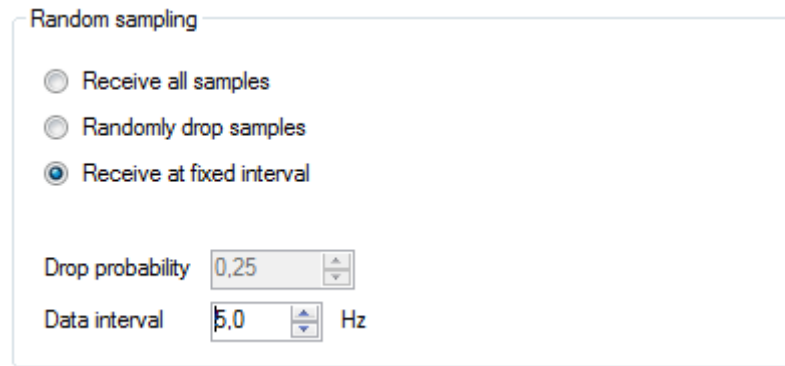 Random sampling
Receive all samples
Randomly drop samples
Receive at fixed interval
Drop probability 0,25
Data interval 5,0 Hz